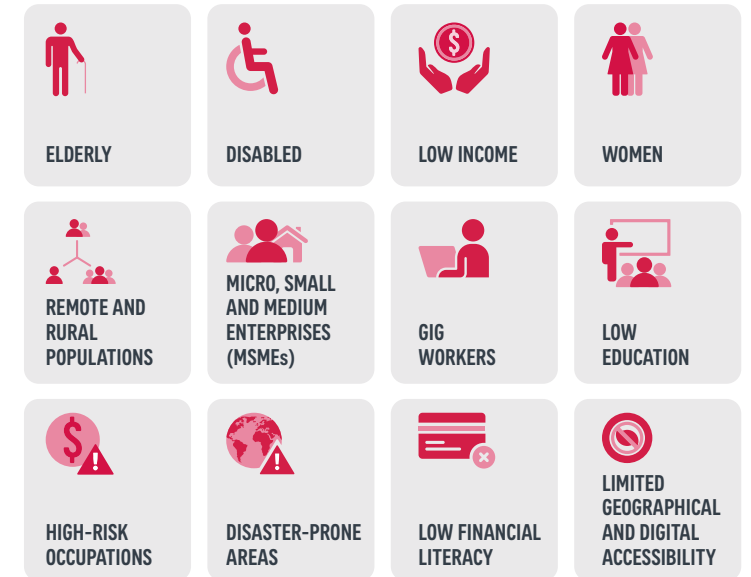 ELDERLY
DISABLED
LOW INCOME
WOMEN
REMOTE AND
RURAL
POPULATIONS
MICRO, SMALL
AND MEDIUM
ENTERPRISES
(MSMEs)
GIG
WORKERS
LOW
EDUCATION
HIGH-RISK
OCCUPATIONS
DISASTER-PRONE
AREAS
LOW FINANCIAL
LITERACY
LIMITED
GEOGRAPHICAL
AND DIGITAL
ACCESSIBILITY